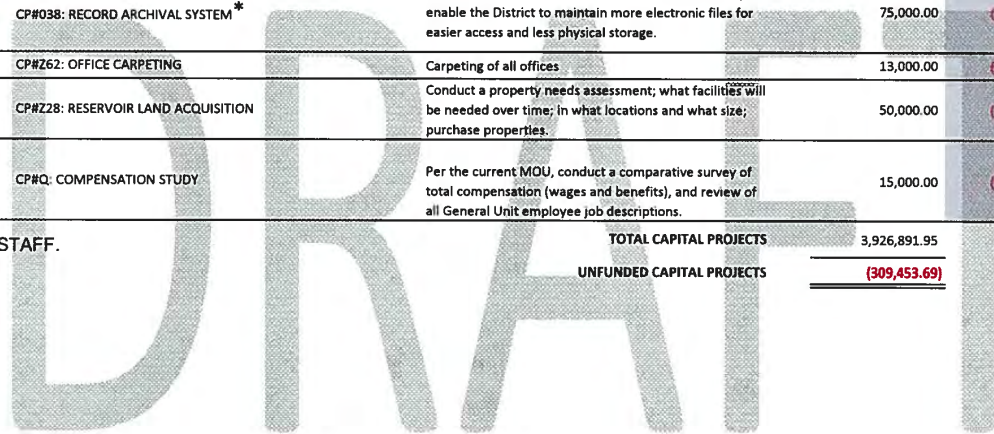 CP#038: RECORD ARCHIVAL SYSTEM*
enable the District to maintain more electronic files for
easier access and less physical storage.
75,000.00
CP#Z62: OFFICE CARPETING
Carpeting of all offices
13,000.00
CP#Z28: RESERVOIR LAND ACQUISITION
Conduct a property needs assessment; what facilities will
be needed over time; in what locations and what size;
purchase properties.
50,000.00
CP#Q: COMPENSATION STUDY
Per the current MOU, conduct a comparative survey of
total compensation (wages and benefits), and review of
all General Unit employee job descriptions.
15,000.00
STAFF.
TOTAL CAPITAL PROJECTS 3,926,891.95
UNFUNDED CAPITAL PROJECTS (309,453.69)
DRAFT